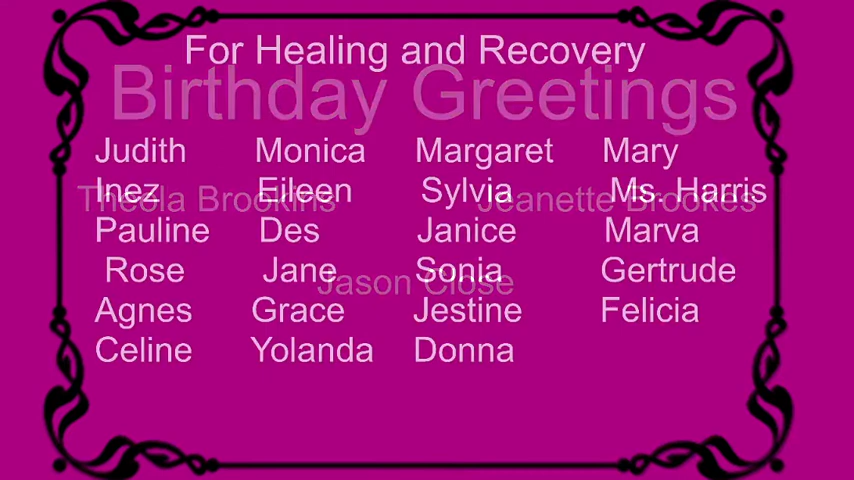 For Healing and Recovery
Birthday Greetings
Judith Monica Margaret Mary
Inez Eileen Sylvia Ms. Harris
Theola Brookins Jeanette Brookes
Pauline Des Janice Marva
Rose Jane Sonia Gertrude
Jason Close
Agnes Grace Jestine Felicia
Celine Yolanda Donna